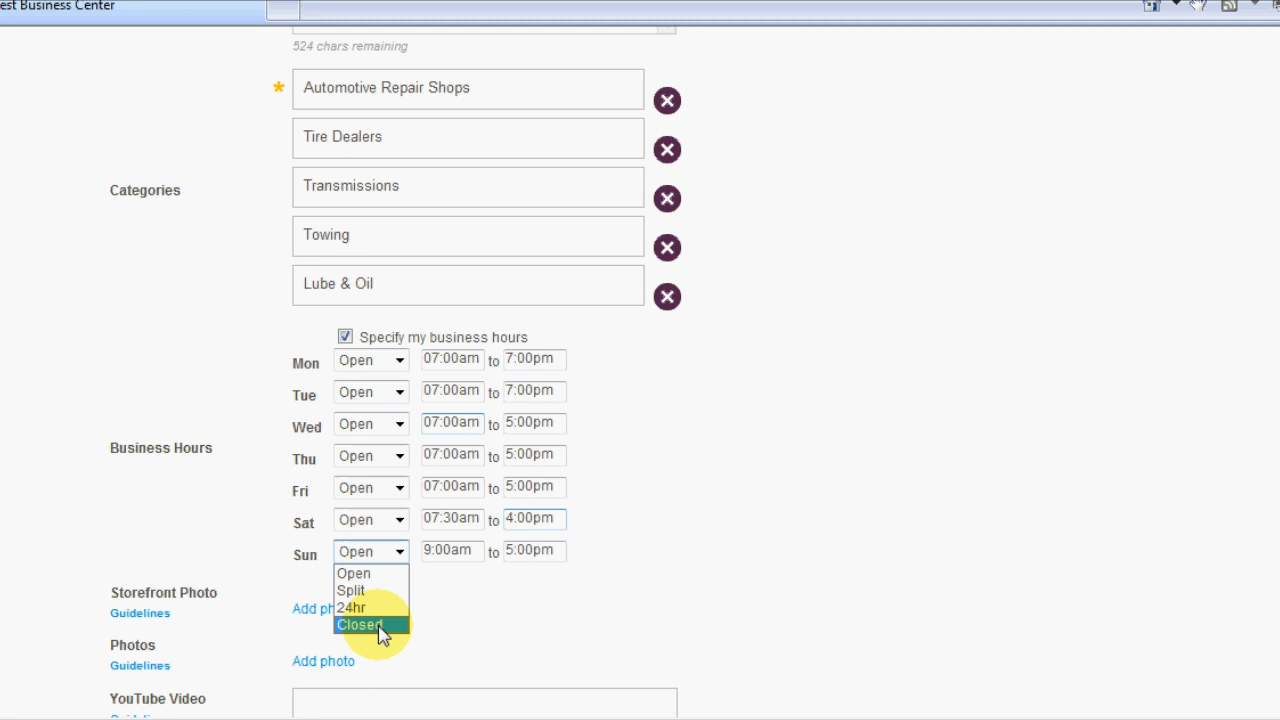 est Business Center
524 chars remaining
* Automotive Repair Shops
Tire Dealers
Categories
Transmissions
Towing
Lube & Oil
Specify my business hours
Mon Open 07:00am to 7:00pm
Tue Open 07:00am to 7:00pm
Wed Open 07:00am to 5:00pm
Business Hours
Thu Open 07:00am to 5:00pm
Fri Open 07:00am to 5:00pm
Sat Open 07:30am to 4:00pm
Sun Open 9:00am to 5:00pm
Open
Split
24hr
Closed
Storefront Photo
Guidelines
Add ph
Photos
Guidelines
Add photo
YouTube Video